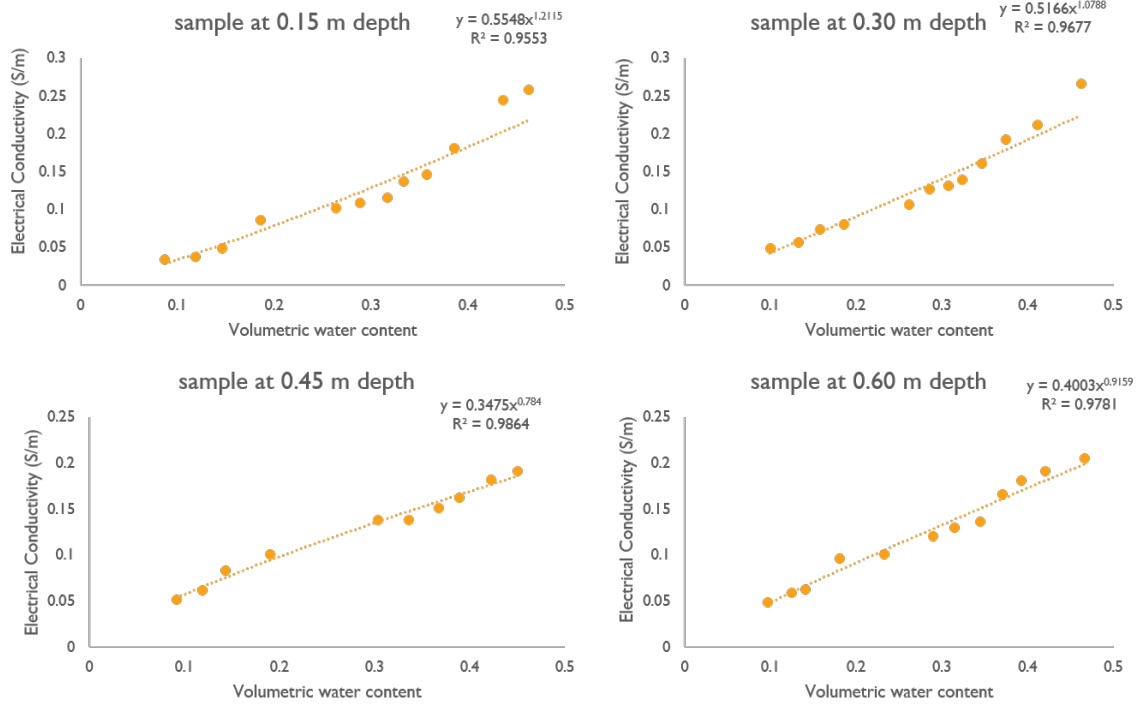 sample at 0.15 m depth
y = 0.5548x^1.2115
R² = 0.9553
Electrical Conductivity (S/m)
0.3
0.25
0.2
0.15
0.1
0.05
0
0 0.1 0.2 0.3 0.4 0.5
Volumetric water content
sample at 0.30 m depth
y = 0.5166x^1.0788
R² = 0.9677
Electrical Conductivity (S/m)
0.3
0.25
0.2
0.15
0.1
0.05
0
0 0.1 0.2 0.3 0.4 0.5
Volumertic water content
sample at 0.45 m depth
y = 0.3475x^0.784
R² = 0.9864
Electrical Conductivity (S/m)
0.25
0.2
0.15
0.1
0.05
0
0 0.1 0.2 0.3 0.4 0.5
Volumetric water content
sample at 0.60 m depth
y = 0.4003x^0.9159
R² = 0.9781
Electrical Conductivity (S/m)
0.25
0.2
0.15
0.1
0.05
0
0 0.1 0.2 0.3 0.4 0.5
Volumetric water content